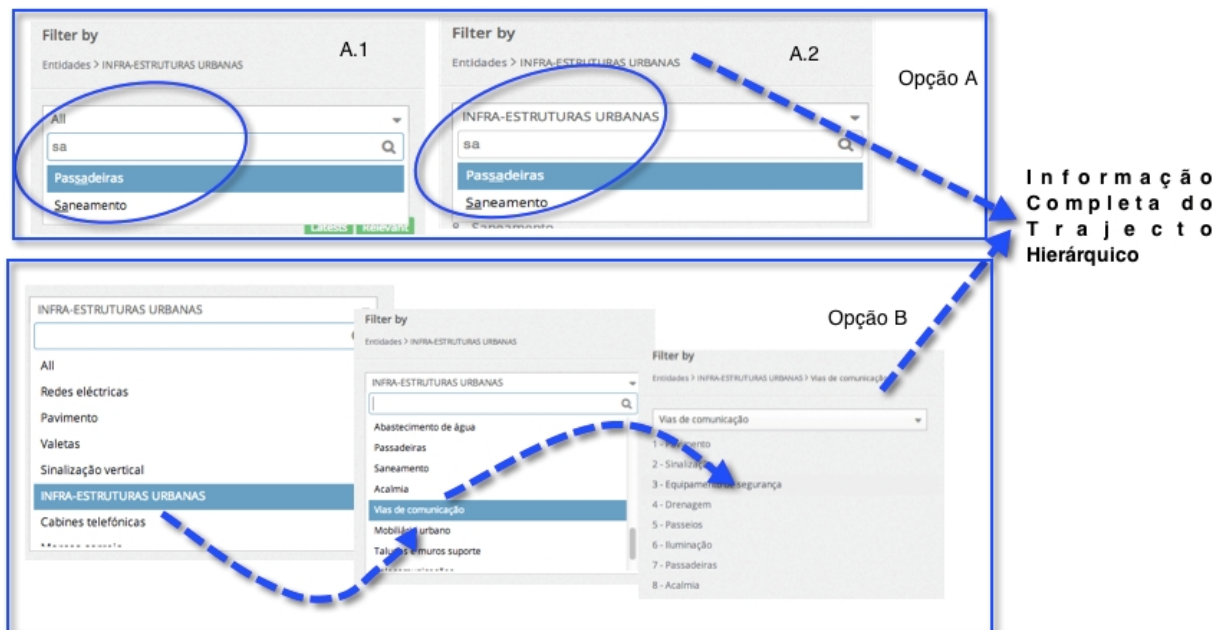 Filter by
A.1
Entidades > INFRA-ESTRUTURAS URBANAS
All
sa
Passadeiras
Saneamento
Latests Relevant
Filter by
A.2
Entidades > INFRA-ESTRUTURAS URBANAS
INFRA-ESTRUTURAS URBANAS
sa
Passadeiras
Saneamento
8 - Saneamento
Opção A
Informação
Completa do
Trajecto
Hierárquico
INFRA-ESTRUTURAS URBANAS
All
Redes eléctricas
Pavimento
Valetas
Sinalização vertical
INFRA-ESTRUTURAS URBANAS
Cabines telefónicas
Filter by
Entidades > INFRA-ESTRUTURAS URBANAS
INFRA-ESTRUTURAS URBANAS
Abastecimento de água
Passadeiras
Saneamento
Acalmia
Vias de comunicação
Mobiliário urbano
Taludes e muros suporte
Opção B
Filter by
Entidades > INFRA-ESTRUTURAS URBANAS > Vias de comunicação
Vias de comunicação
1 - Pavimento
2 - Sinalização
3 - Equipamento de segurança
4 - Drenagem
5 - Passeios
6 - Iluminação
7 - Passadeiras
8 - Acalmia